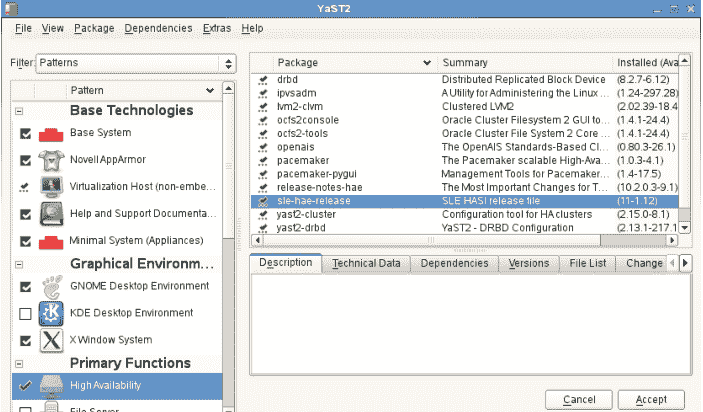 YaST2
File View Package Dependencies Extras Help
Filter: Patterns
Pattern
Base Technologies
Base System
Novell AppArmor
Virtualization Host (non-embe...
Help and Support Documenta...
Minimal System (Appliances)
Graphical Environm...
GNOME Desktop Environment
KDE Desktop Environment
X Window System
Primary Functions
High Availability
File Server
Package Summary Installed (Ava
drbd Distributed Replicated Block Device (8.2.7-6.12)
ipvsadm A Utility for Administering the Linux ... (1.24-297.28)
lvm2-clvm Clustered LVM2 (2.02.39-18.4
ocfs2console Oracle Cluster Filesystem 2 GUI to... (1.4.1-24.4)
ocfs2-tools Oracle Cluster File System 2 Core ... (1.4.1-24.4)
openais The OpenAIS Standards-Based Cl... (0.80.3-26.1)
pacemaker The Pacemaker scalable High-Ava... (1.0.3-4.1)
pacemaker-pygui Management Tools for Pacemaker... (1.4-17.5)
release-notes-hae The Most Important Changes for T... (10.2.0.3-9.1)
sle-hae-release SLE HASI release file (11-1.12)
yast2-cluster Configuration tool for HA clusters (2.15.0-8.1)
yast2-drbd YaST2 - DRBD Configuration (2.13.1-217.1
Description Technical Data Dependencies Versions File List Change
Cancel Accept